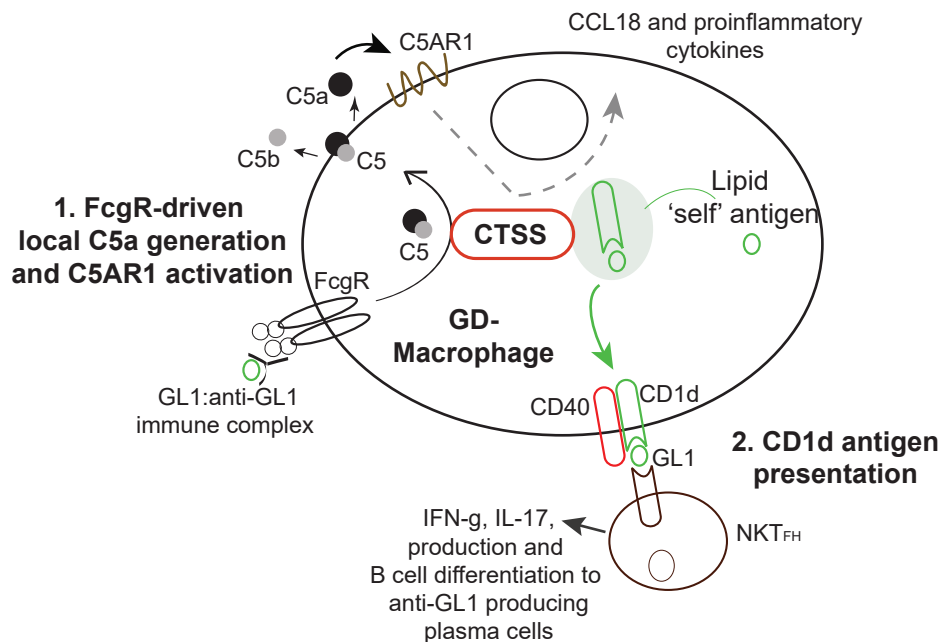 CCL18 and proinflammatory
cytokines
C5AR1
C5a
C5b
C5
1. FcgR-driven
local C5a generation
and C5AR1 activation
C5
CTSS
Lipid
‘self’ antigen
FcgR
GD-
Macrophage
GL1:anti-GL1
immune complex
CD40
CD1d
GL1
2. CD1d antigen
presentation
NKTFH
IFN-g, IL-17,
production and
B cell differentiation to
anti-GL1 producing
plasma cells